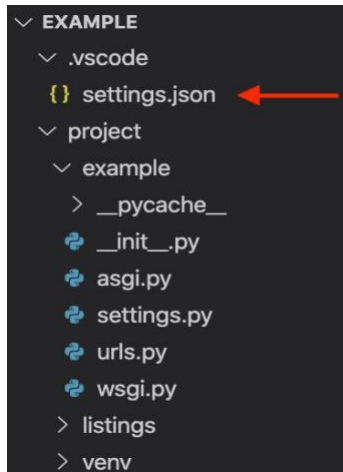 EXAMPLE
.vscode
{} settings.json
project
example
__pycache__
__init__.py
asgi.py
settings.py
urls.py
wsgi.py
listings
venv